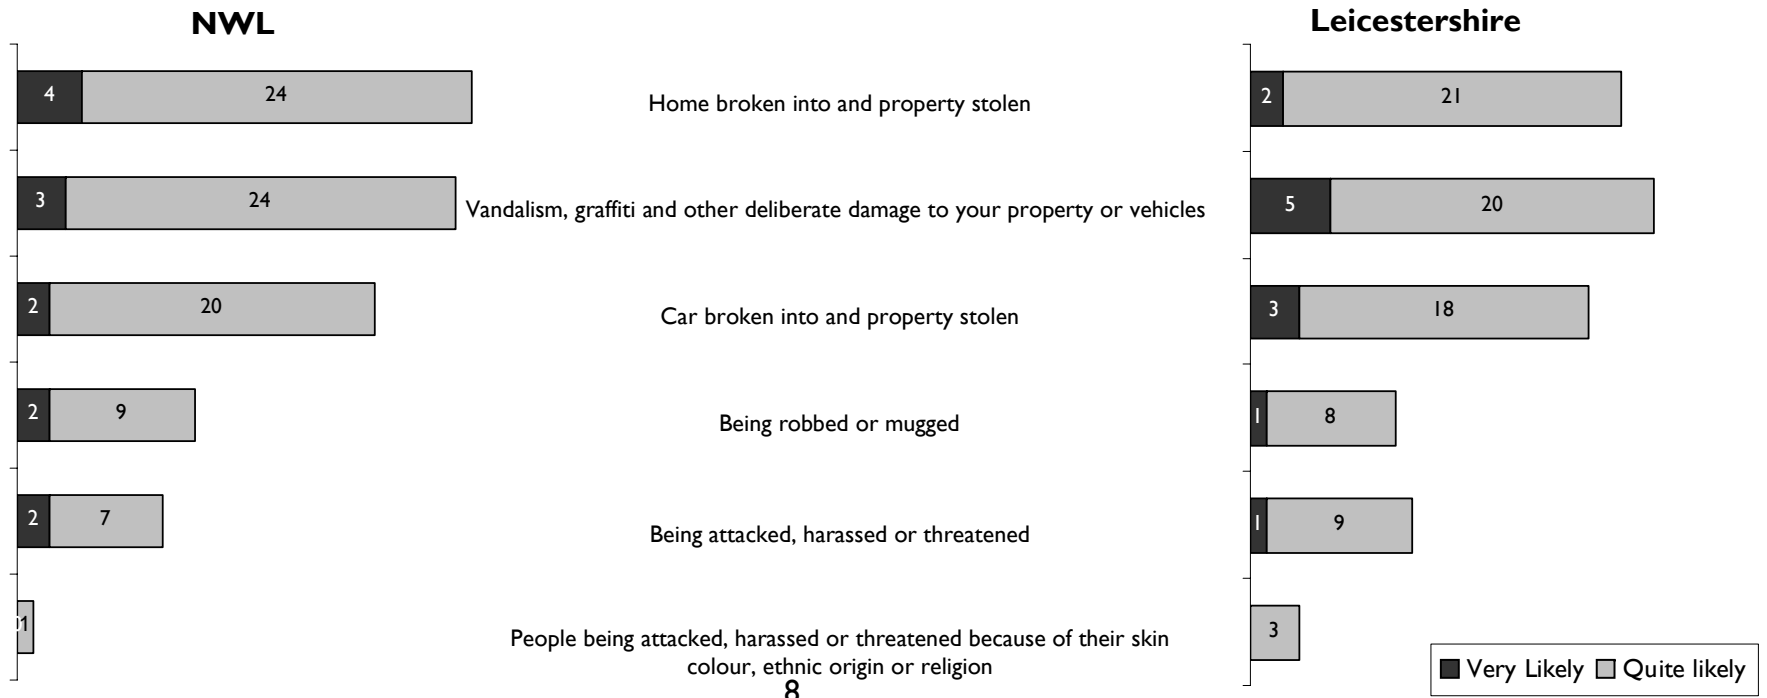 NWL
Leicestershire
4 24
Home broken into and property stolen
2 21
3 24
Vandalism, graffiti and other deliberate damage to your property or vehicles
5 20
2 20
Car broken into and property stolen
3 18
2 9
Being robbed or mugged
1 8
2 7
Being attacked, harassed or threatened
1 9
1
People being attacked, harassed or threatened because of their skin
colour, ethnic origin or religion
3
Very Likely Quite likely
8